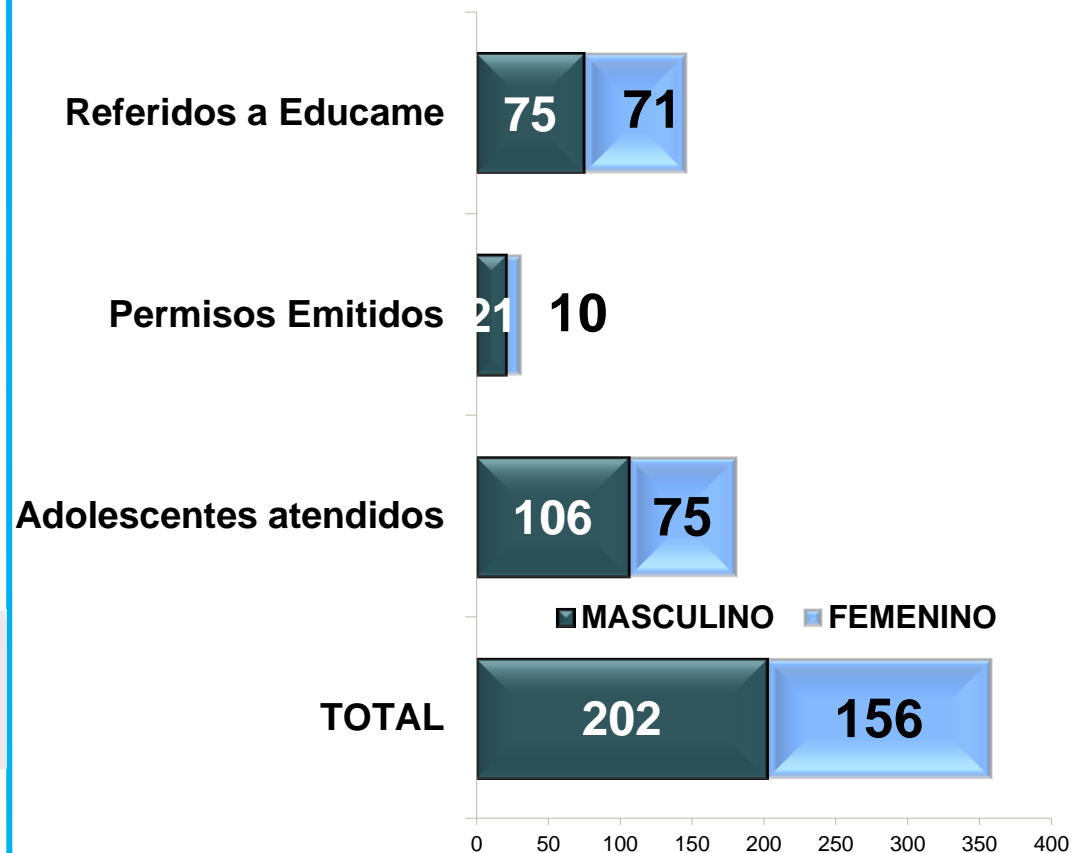 Referidos a Educame
75
71
Permisos Emitidos
21
10
Adolescentes atendidos
106
75
MASCULINO FEMENINO
TOTAL
202
156
0 50 100 150 200 250 300 350 400